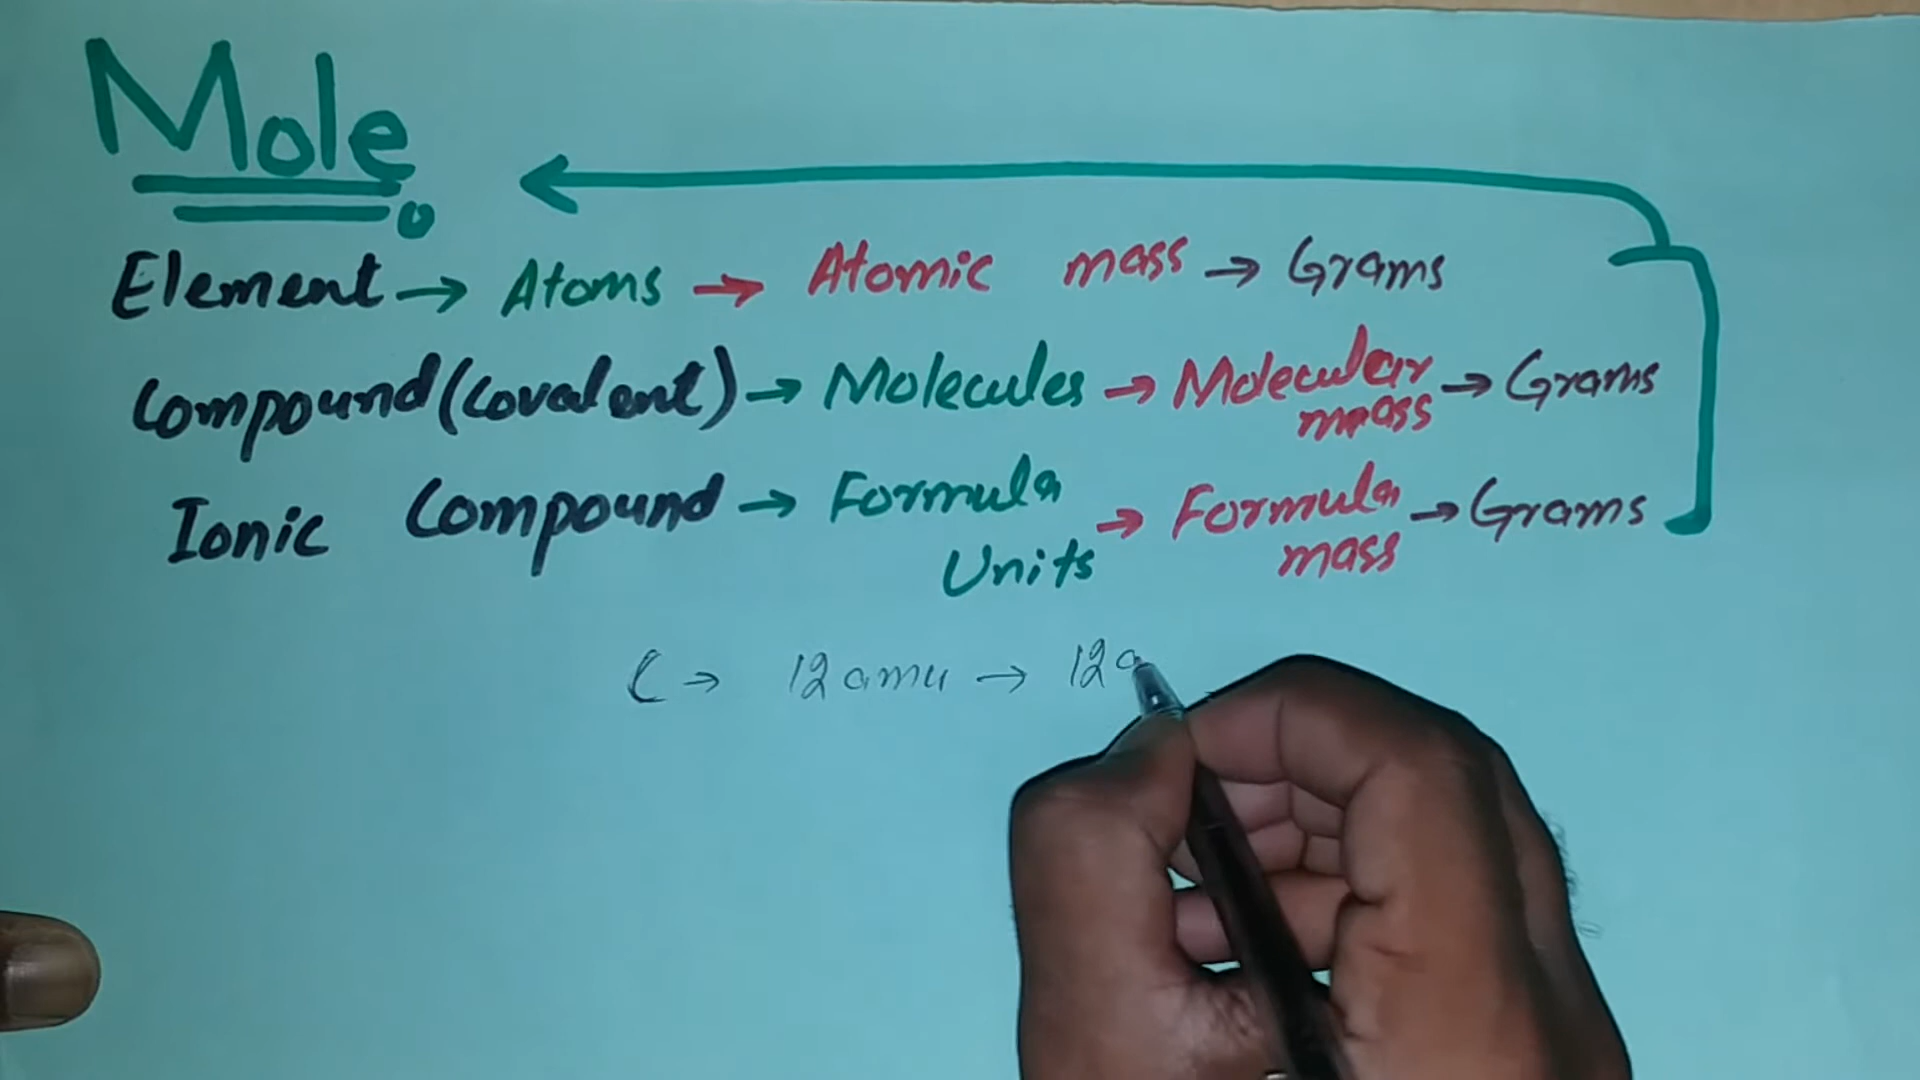 Mole
Element → Atoms → Atomic mass → Grams
Compound (Covalent) → Molecules → Molecular mass → Grams
Ionic Compound → Formula Units → Formula mass → Grams
C → 12 amu → 12